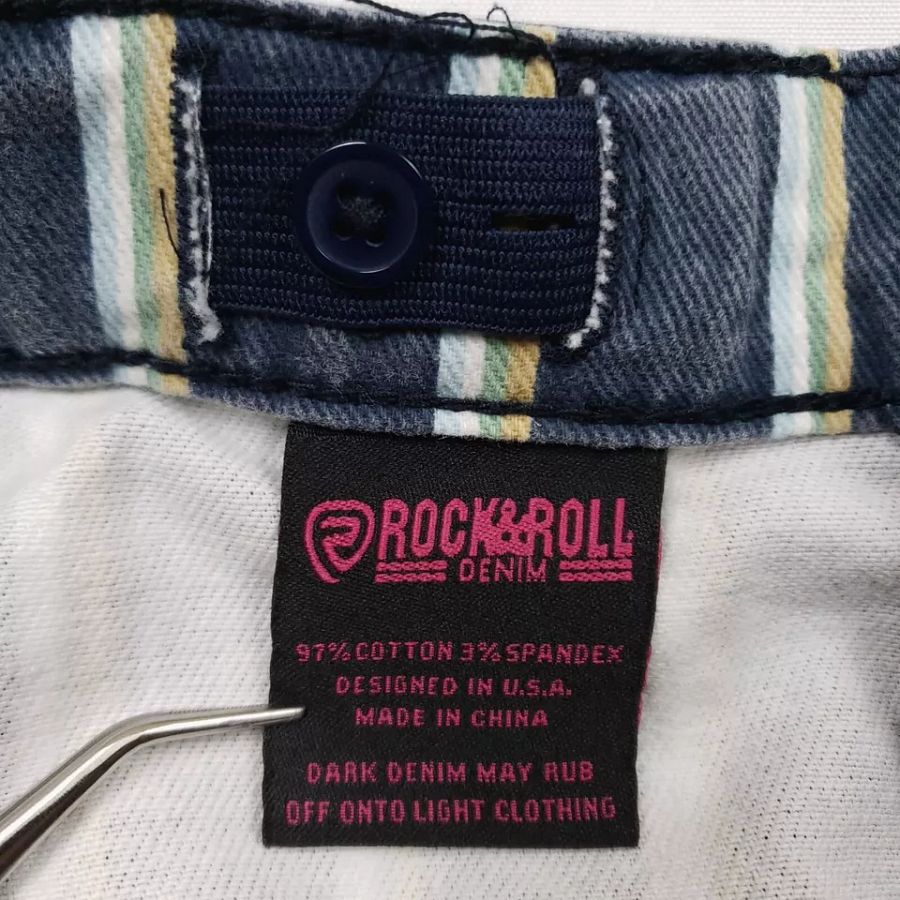 ROCK&ROLL
DENIM
97% COTTON 3% SPANDEX
DESIGNED IN U.S.A.
MADE IN CHINA
DARK DENIM MAY RUB
OFF ONTO LIGHT CLOTHING